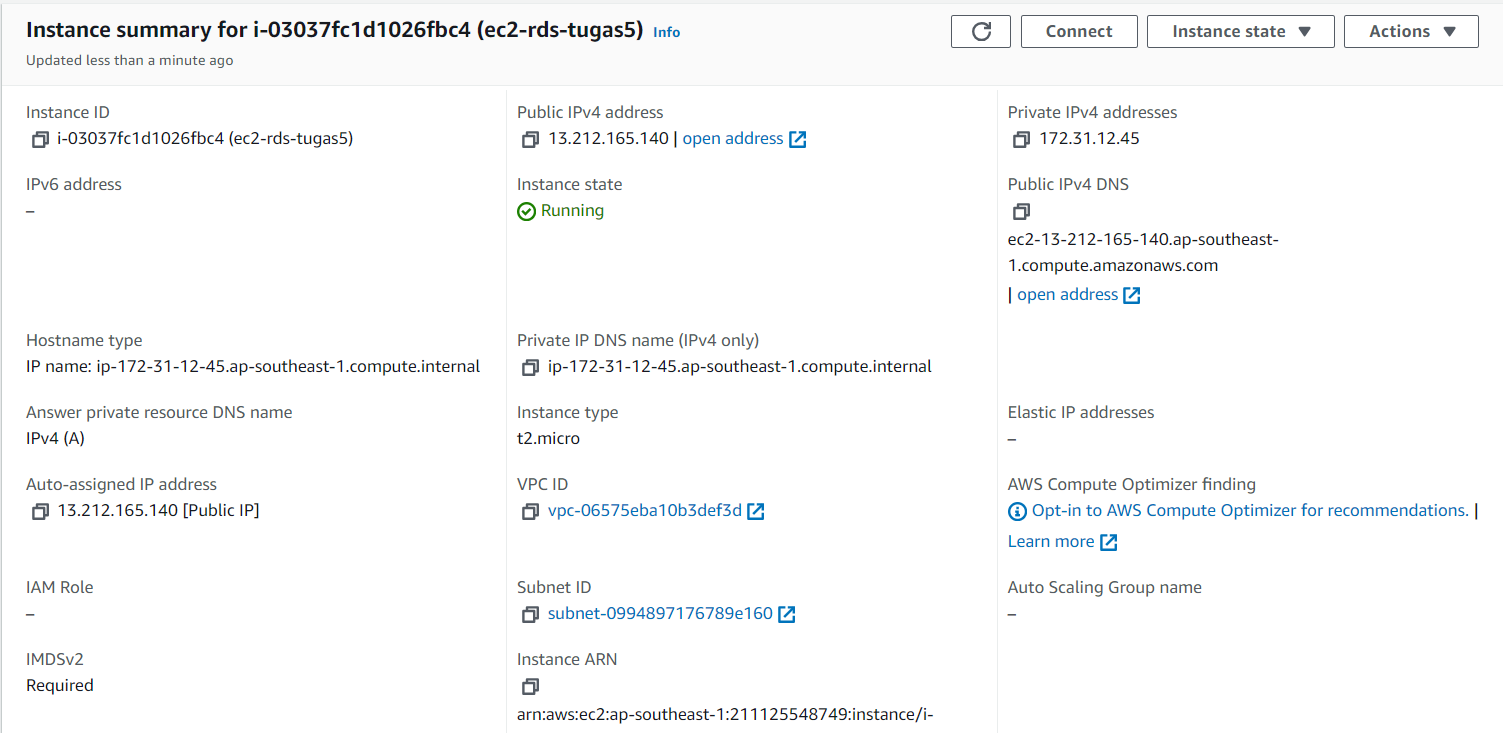 Instance summary for i-03037fc1d1026fbc4 (ec2-rds-tugas5) Info
Updated less than a minute ago
Connect
Instance state
Actions
Instance ID
i-03037fc1d1026fbc4 (ec2-rds-tugas5)
Public IPv4 address
13.212.165.140 | open address
Private IPv4 addresses
172.31.12.45
IPv6 address
–
Instance state
Running
Public IPv4 DNS
ec2-13-212-165-140.ap-southeast-
1.compute.amazonaws.com
| open address
Hostname type
IP name: ip-172-31-12-45.ap-southeast-1.compute.internal
Private IP DNS name (IPv4 only)
ip-172-31-12-45.ap-southeast-1.compute.internal
Answer private resource DNS name
IPv4 (A)
Instance type
t2.micro
Elastic IP addresses
–
Auto-assigned IP address
13.212.165.140 [Public IP]
VPC ID
vpc-06575eba10b3def3d
AWS Compute Optimizer finding
Opt-in to AWS Compute Optimizer for recommendations. |
Learn more
IAM Role
–
Subnet ID
subnet-0994897176789e160
Auto Scaling Group name
–
IMDSv2
Required
Instance ARN
arn:aws:ec2:ap-southeast-1:211125548749:instance/i-